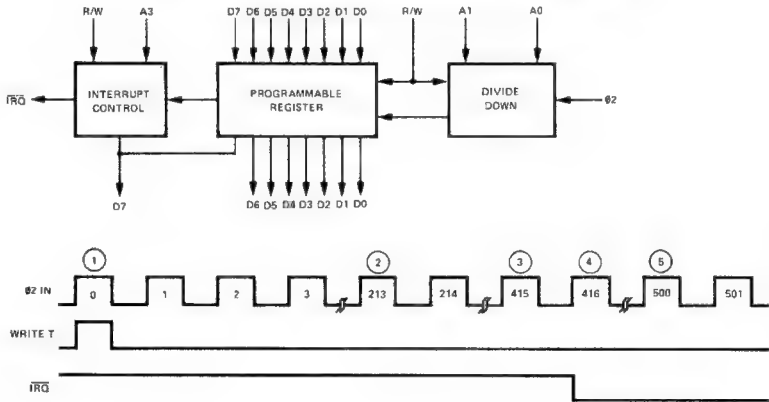 R/W A3 D7 D6 D5 D4 D3 D2 D1 D0 R/W A1 A0
IRQ INTERRUPT CONTROL PROGRAMMABLE REGISTER DIVIDE DOWN Ø2
D7 D6 D5 D4 D3 D2 D1 D0
1 2 3 4 5
Ø2 IN 0 1 2 3 213 214 415 416 500 501
WRITE T
IRQ